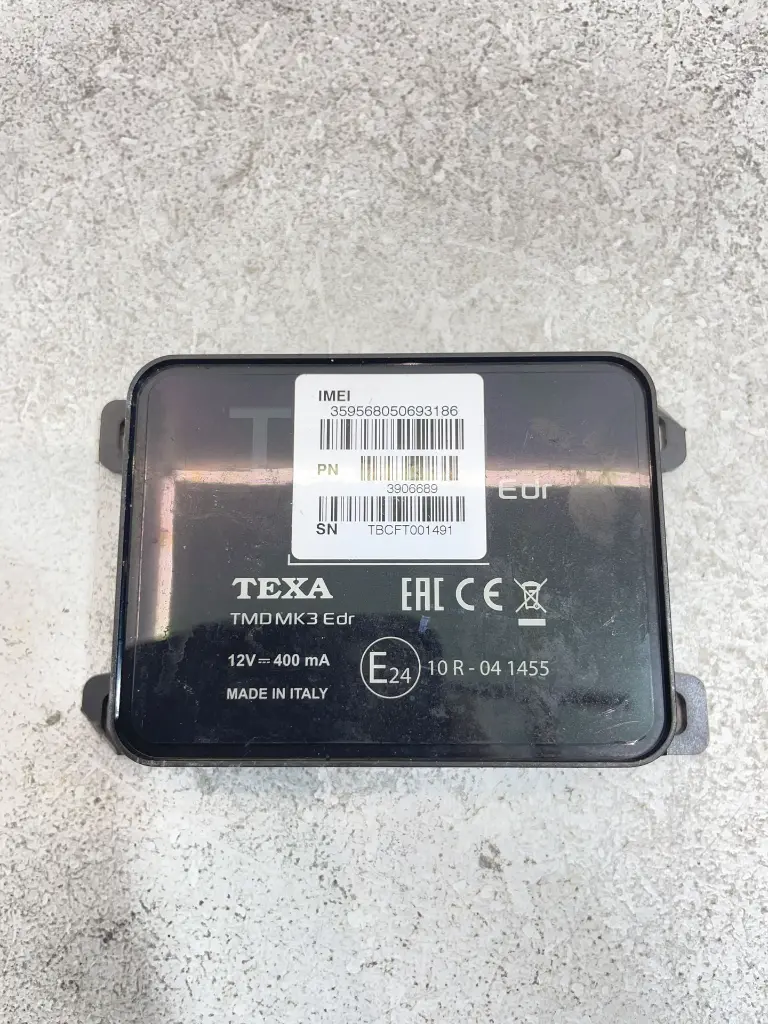 IMEI
359568050693186
PN
3906689
Edr
SN TBCFT001491
TEXA EAC CE
TMD MK3 Edr
12V⎓400 mA E24 10 R - 04 1455
MADE IN ITALY